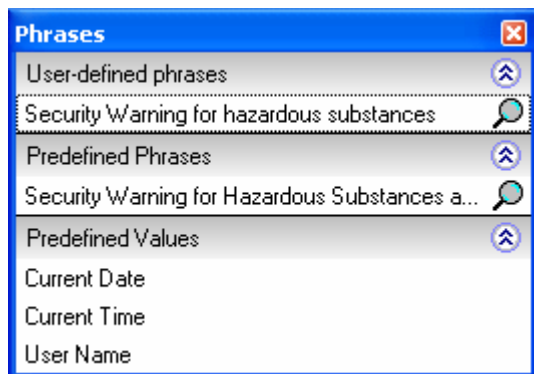 Phrases
User-defined phrases
Security Warning for hazardous substances
Predefined Phrases
Security Warning for Hazardous Substances a...
Predefined Values
Current Date
Current Time
User Name